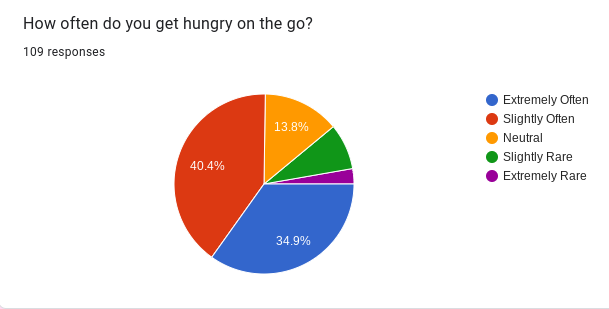 How often do you get hungry on the go?
109 responses
Extremely Often
Slightly Often
Neutral
Slightly Rare
Extremely Rare
13.8%
40.4%
34.9%